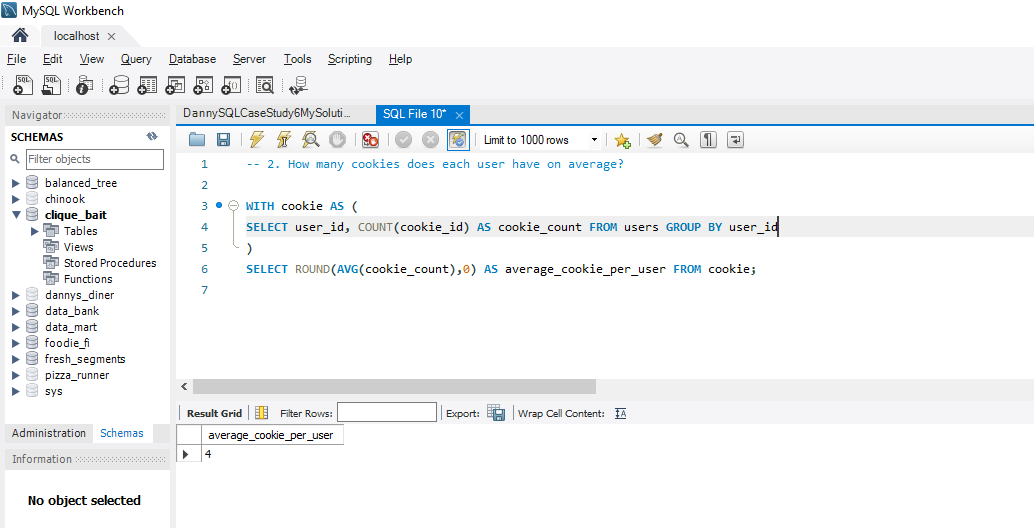 MySQL Workbench
localhost
File Edit View Query Database Server Tools Scripting Help
Navigator
SCHEMAS
Filter objects
balanced_tree
chinook
clique_bait
Tables
Views
Stored Procedures
Functions
dannys_diner
data_bank
data_mart
foodie_fi
fresh_segments
pizza_runner
sys
Administration Schemas
Information
No object selected
DannySQLCaseStudy6MySoluti... SQL File 10*
Limit to 1000 rows
1 -- 2. How many cookies does each user have on average?
2
3 WITH cookie AS (
4 SELECT user_id, COUNT(cookie_id) AS cookie_count FROM users GROUP BY user_id
5 )
6 SELECT ROUND(AVG(cookie_count),0) AS average_cookie_per_user FROM cookie;
7
Result Grid Filter Rows: Export: Wrap Cell Content: IA
average_cookie_per_user
4